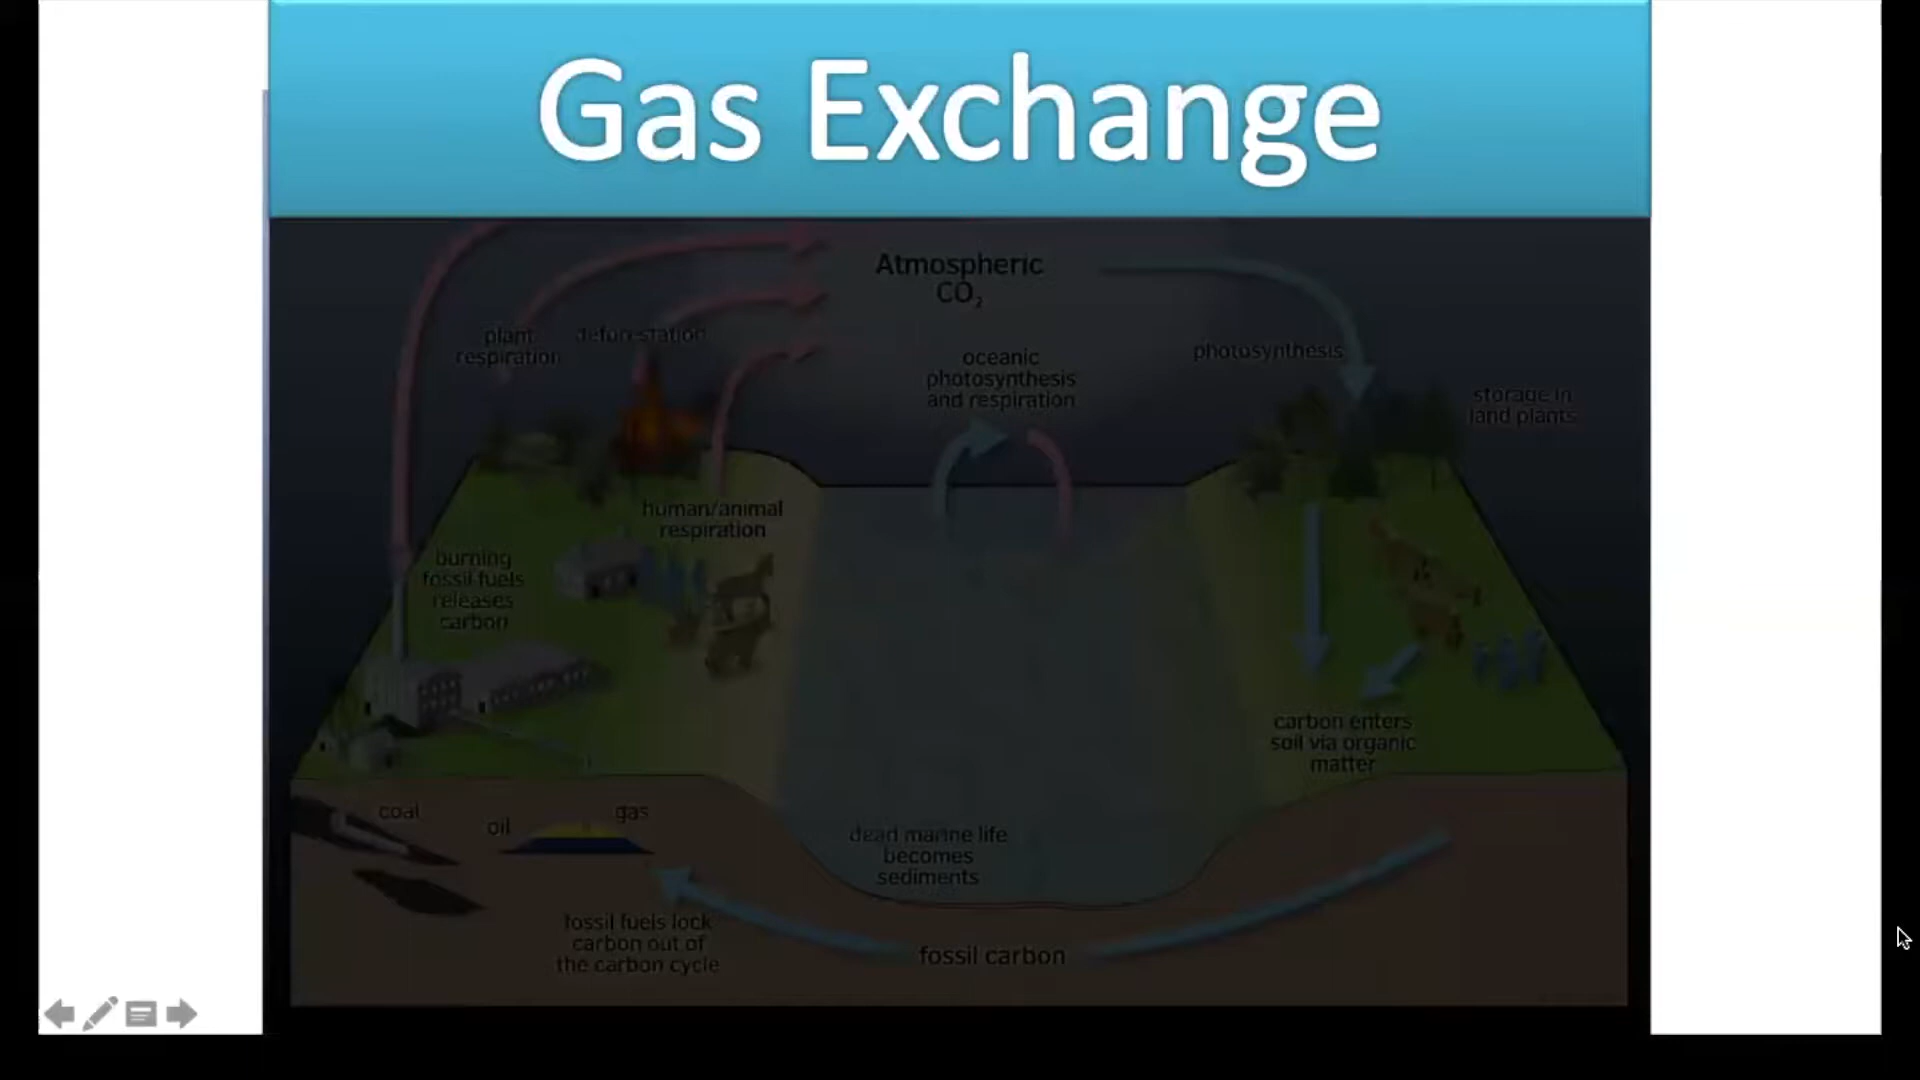 Gas Exchange
Atmospheric
CO₂
plant
respiration
deforestation
oceanic
photosynthesis
and respiration
photosynthesis
storage in
land plants
human/animal
respiration
burning
fossil fuels
releases
carbon
carbon enters
soil via organic
matter
coal
oil
gas
dead marine life
becomes
sediments
fossil fuels lock
carbon out of
the carbon cycle
fossil carbon